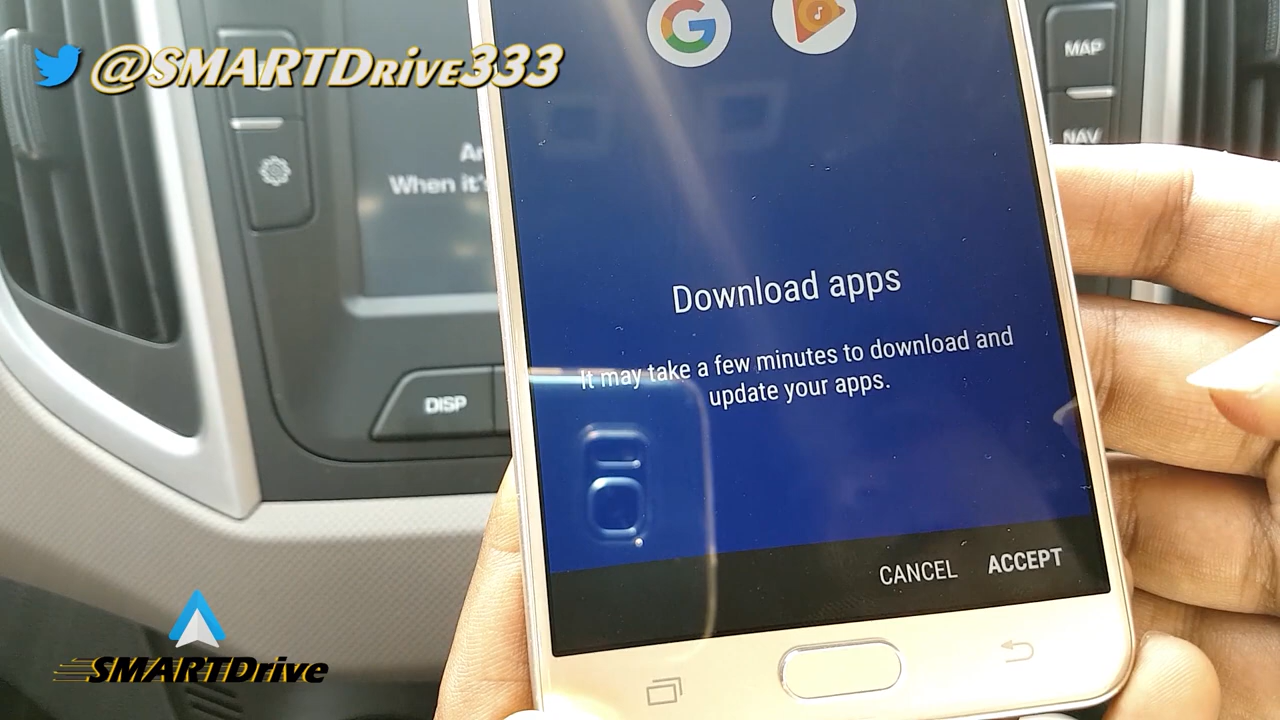 @SMARTDrive333
MAP
NAV
When it's
Download apps
It may take a few minutes to download and
update your apps.
DISP
CANCEL
ACCEPT
SMARTDrive